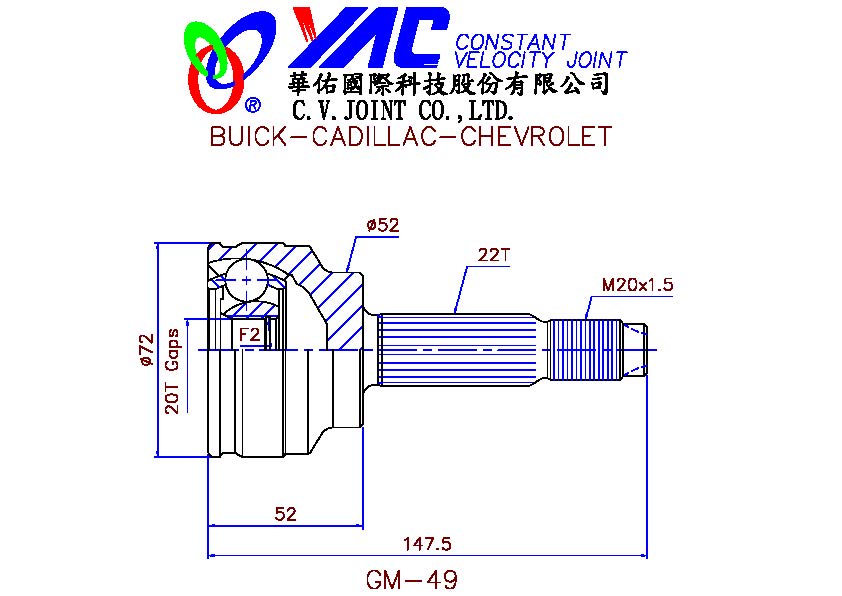 YAC CONSTANT
VELOCITY JOINT
®
華佑國際科技股份有限公司
C.V.JOINT CO.,LTD.
BUICK-CADILLAC-CHEVROLET
ø52
22T
M20x1.5
F2
ø72
20T Gaps
52
147.5
GM-49